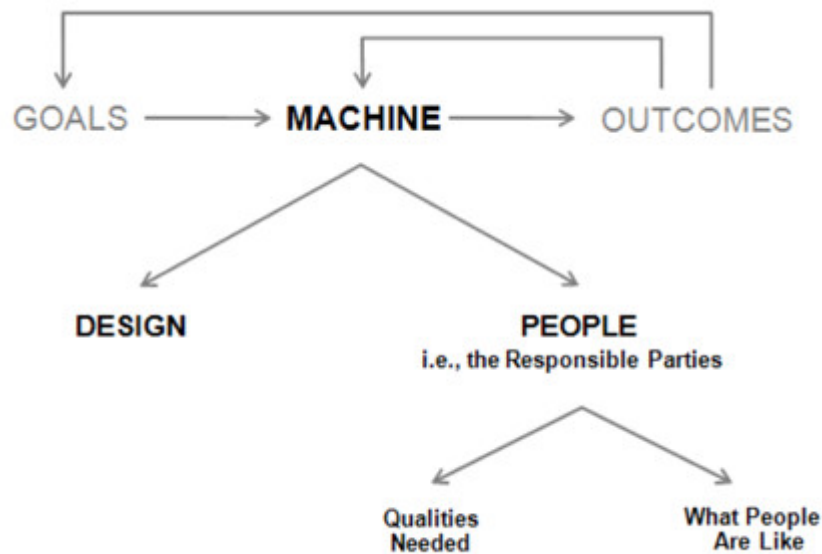 GOALS MACHINE OUTCOMES
DESIGN PEOPLE
i.e., the Responsible Parties
Qualities
Needed
What People
Are Like